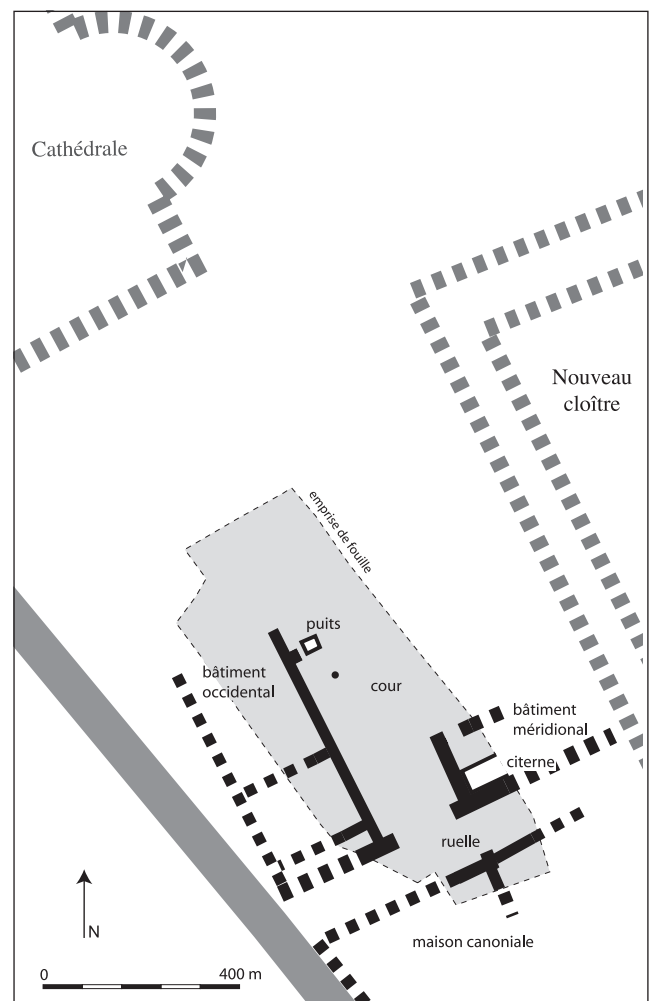 Cathédrale
Nouveau
cloître
emprise de fouille
puits
bâtiment
occidental
cour
bâtiment
méridional
citerne
ruelle
N
maison canoniale
0
400 m